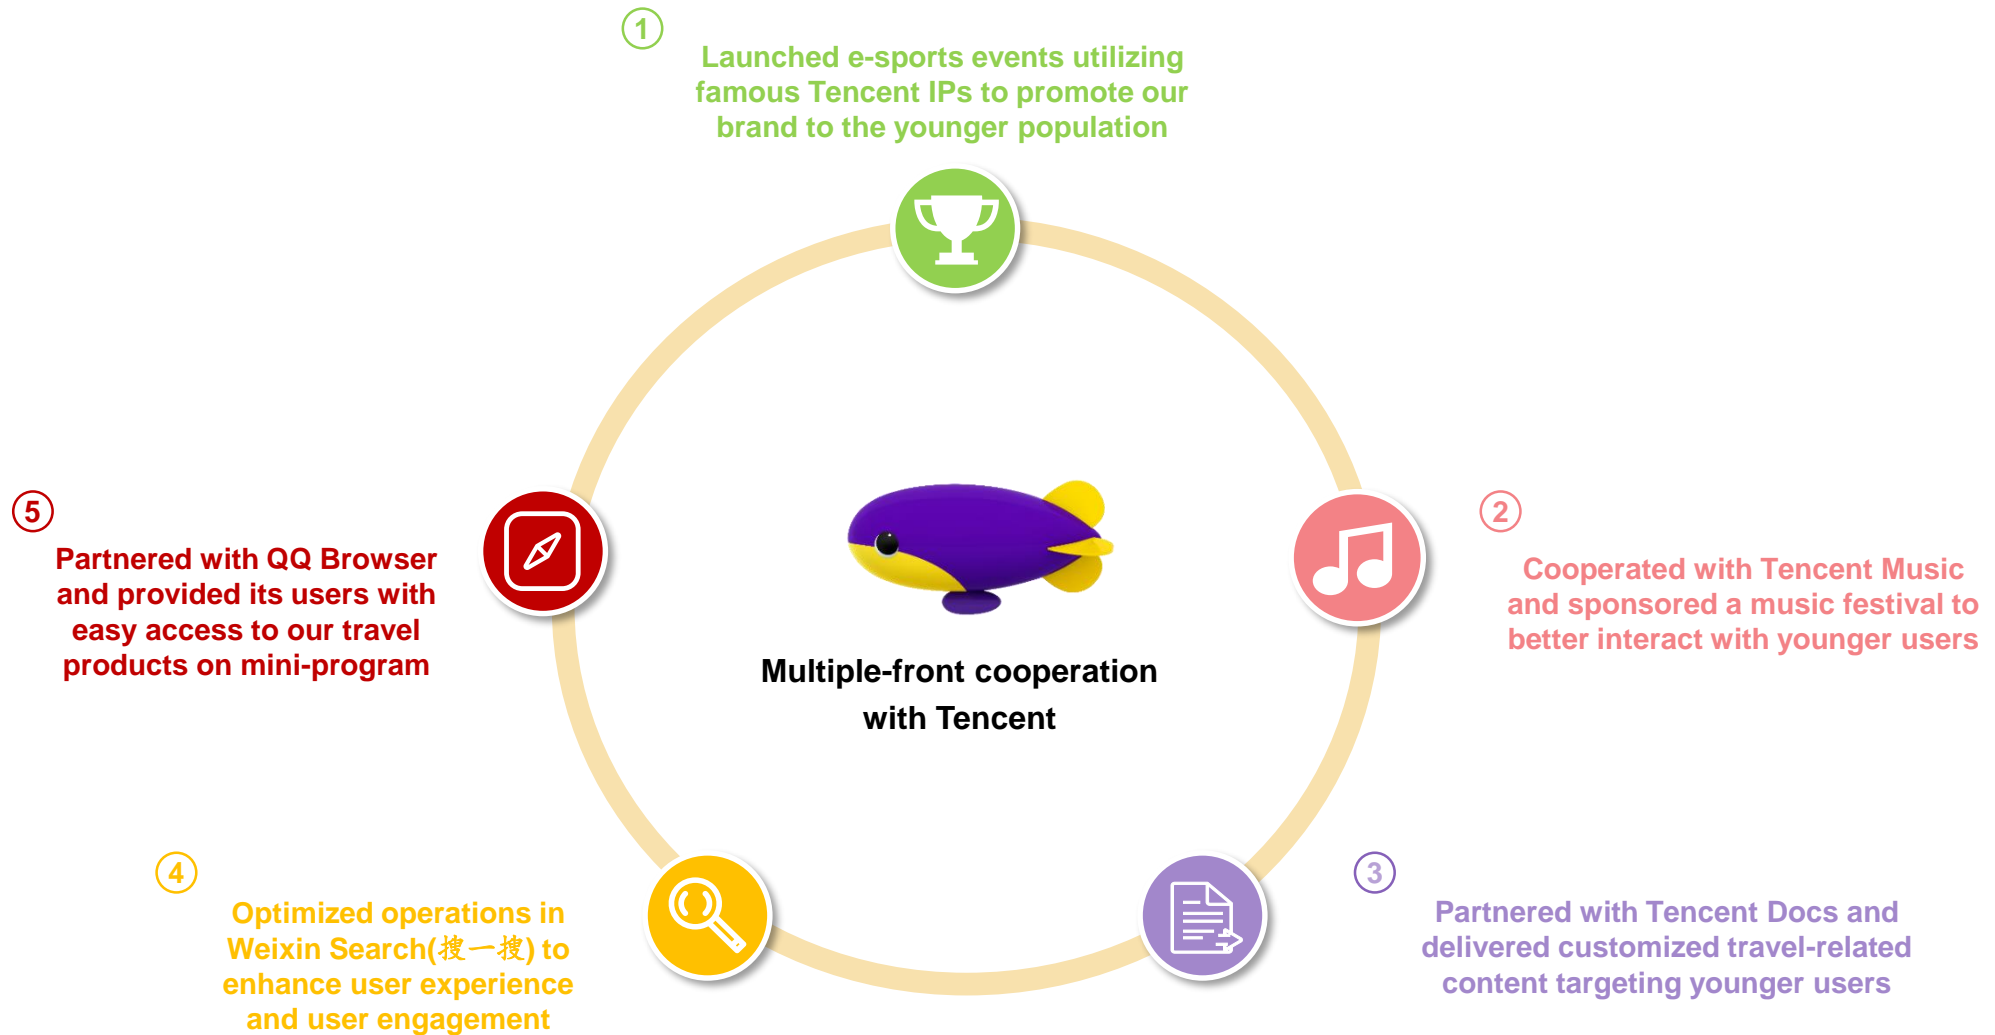 1
Launched e-sports events utilizing
famous Tencent IPs to promote our
brand to the younger population
2
Cooperated with Tencent Music
and sponsored a music festival to
better interact with younger users
3
Partnered with Tencent Docs and
delivered customized travel-related
content targeting younger users
4
Optimized operations in
Weixin Search(搜一搜) to
enhance user experience
and user engagement
5
Partnered with QQ Browser
and provided its users with
easy access to our travel
products on mini-program
Multiple-front cooperation
with Tencent